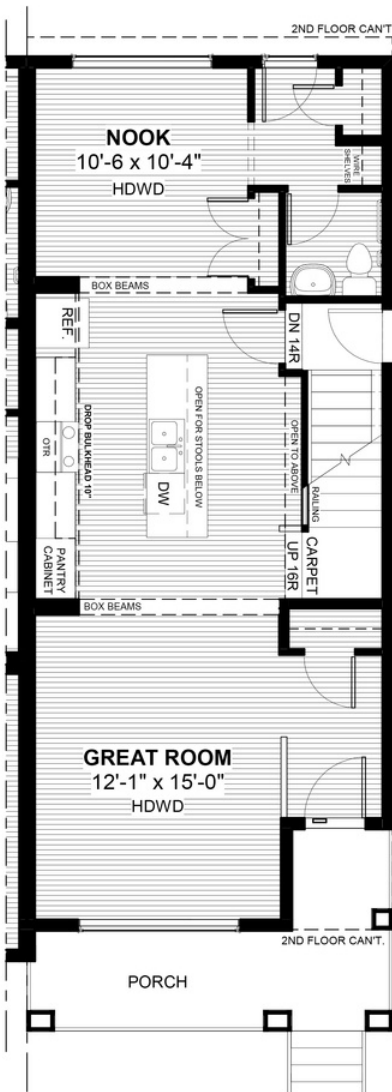 2ND FLOOR CAN'T
NOOK
10'-6 x 10'-4"
HDWD
WIRE
SHELVES
BOX BEAMS
REF.
DN 14R
OPEN FOR STOOLS BELOW
DROP BULKHEAD 10"
OTR
DW
OPEN TO ABOVE
RAILING
CARPET
UP 16R
PANTRY
CABINET
BOX BEAMS
GREAT ROOM
12'-1" x 15'-0"
HDWD
2ND FLOOR CAN'T.
PORCH